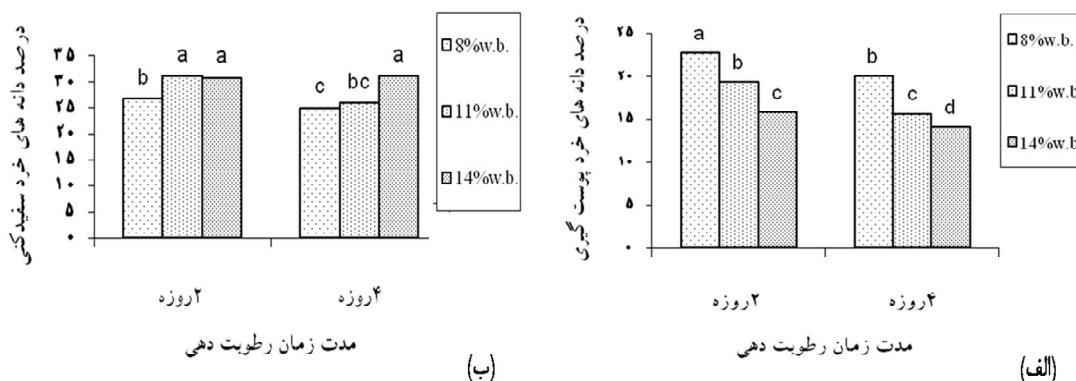 درصد دانه های خرد پوست گیری
۲۵
۲۰
۱۵
۱۰
۵
۰
a
b
c
b
c
d
۲روزه
۴روزه
مدت زمان رطوبت دهی
(الف)
8%w.b.
11%w.b.
14%w.b.
درصد دانه های خرد سفیدکنی
۳۵
۳۰
۲۵
۲۰
۱۵
۱۰
۵
۰
b
a
a
c
bc
a
۲روزه
۴روزه
مدت زمان رطوبت دهی
(ب)
8%w.b.
11%w.b.
14%w.b.